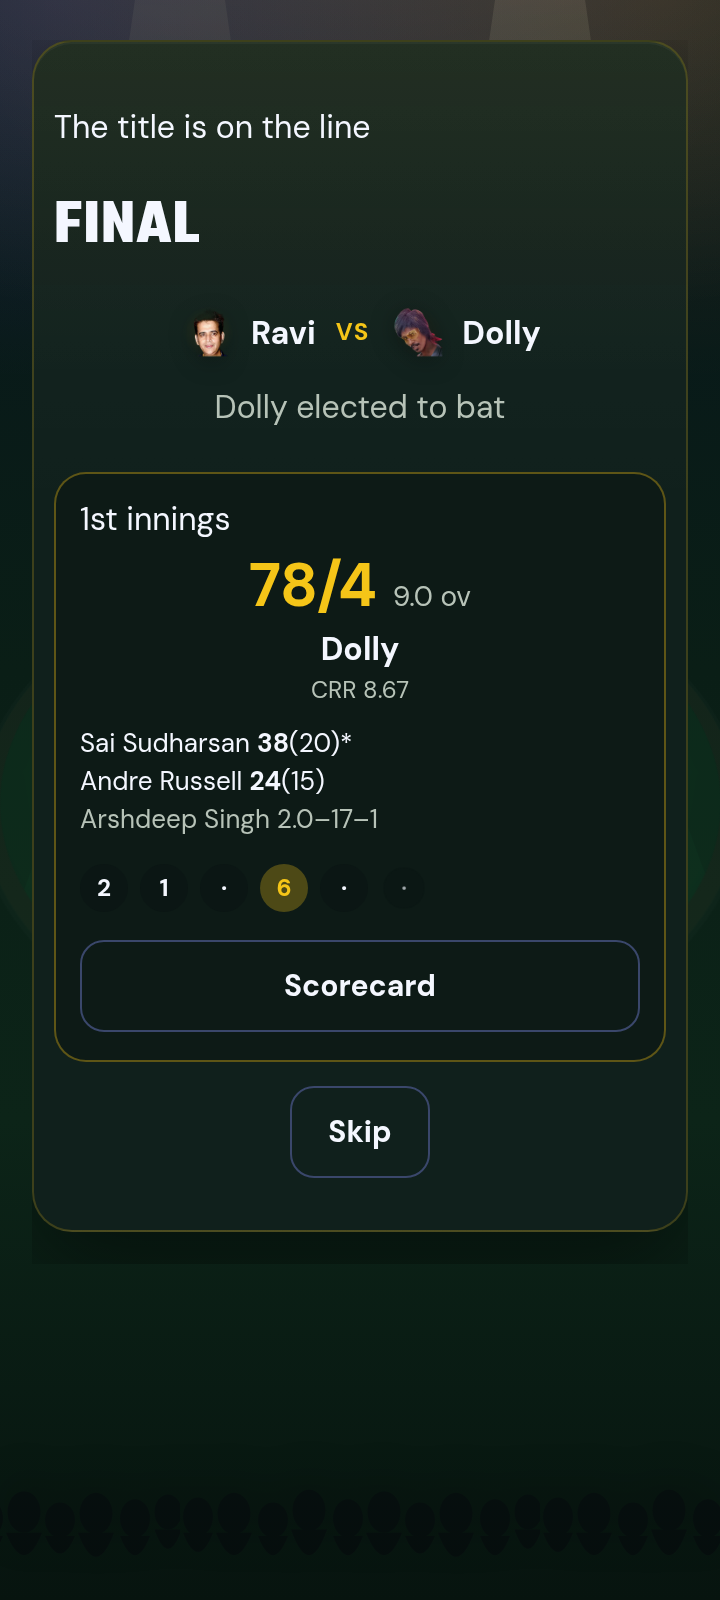 The title is on the line
FINAL
Ravi VS Dolly
Dolly elected to bat
1st innings
78/4 9.0 ov
Dolly
CRR 8.67
Sai Sudharsan 38(20)*
Andre Russell 24(15)
Arshdeep Singh 2.0–17–1
2 1 · 6 · ·
Scorecard
Skip